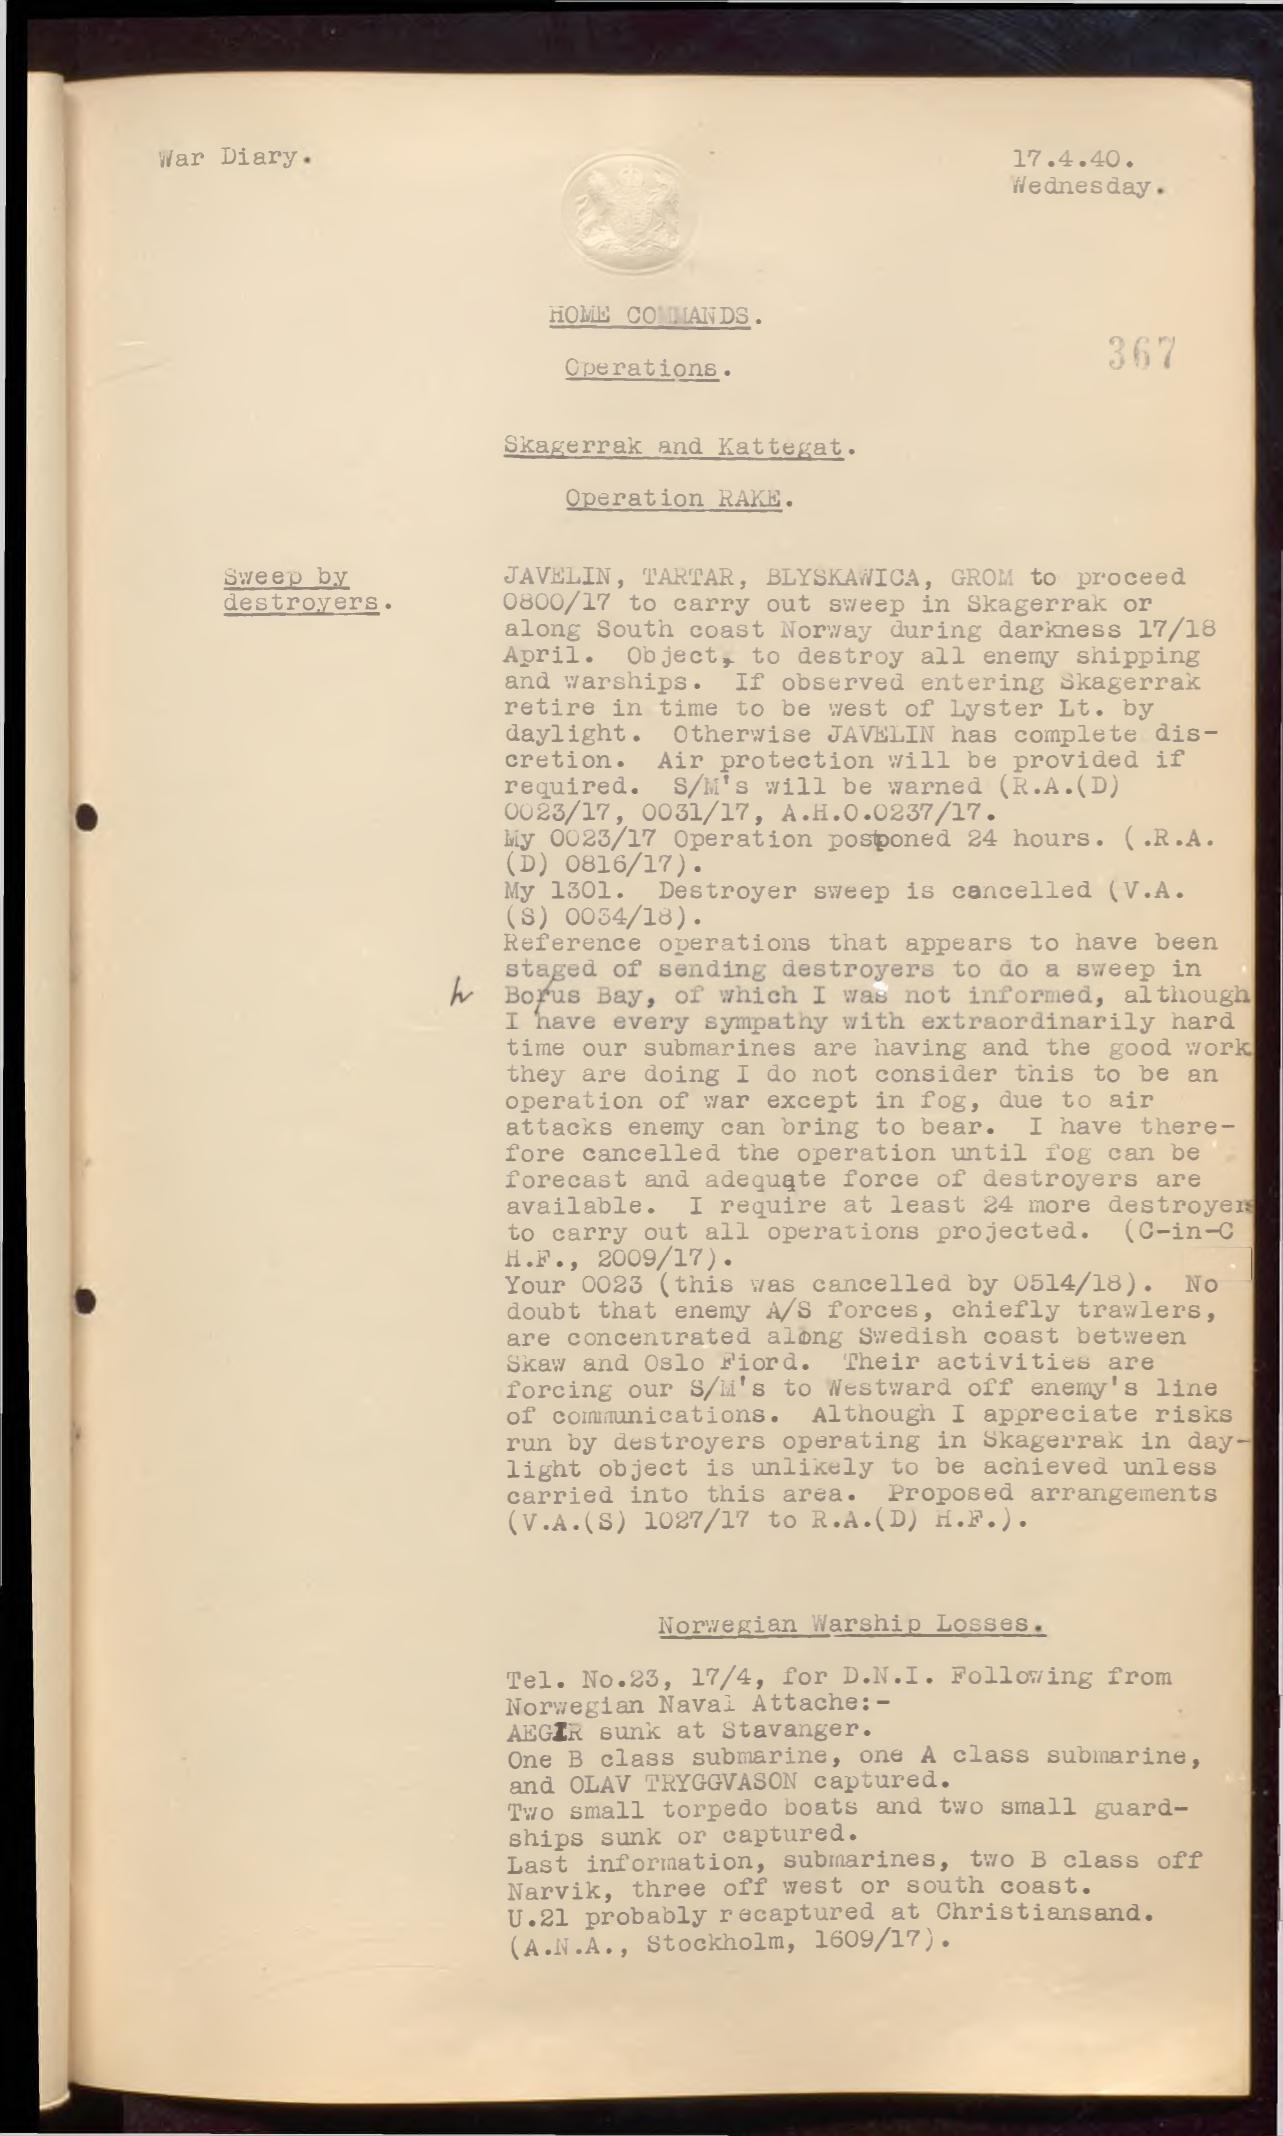 War Diary.
17.4.40.
Wednesday.
HOME COMMANDS.
367
Operations.
Skagerrak and Kattegat.
Operation RAKE.
Sweep by
destroyers.
JAVELIN, TARTAR, BLYSKAWICA, GROM to proceed
0800/17 to carry out sweep in Skagerrak or
along South coast Norway during darkness 17/18
April. Object, to destroy all enemy shipping
and warships. If observed entering Skagerrak
retire in time to be west of Lyster Lt. by
daylight. Otherwise JAVELIN has complete dis-
cretion. Air protection will be provided if
required. S/M's will be warned (R.A.(D)
0023/17, 0031/17, A.H.O.0237/17.
My 0023/17 Operation postponed 24 hours. (.R.A.
(D) 0816/17).
My 1301. Destroyer sweep is cancelled (V.A.
(S) 0034/18).
Reference operations that appears to have been
staged of sending destroyers to do a sweep in
h Borus Bay, of which I was not informed, although
I have every sympathy with extraordinarily hard
time our submarines are having and the good work
they are doing I do not consider this to be an
operation of war except in fog, due to air
attacks enemy can bring to bear. I have there-
fore cancelled the operation until fog can be
forecast and adequate force of destroyers are
available. I require at least 24 more destroyers
to carry out all operations projected. (C-in-C
H.F., 2009/17).
Your 0023 (this was cancelled by 0514/18). No
doubt that enemy A/S forces, chiefly trawlers,
are concentrated along Swedish coast between
Skaw and Oslo Fiord. Their activities are
forcing our S/M's to Westward off enemy's line
of communications. Although I appreciate risks
run by destroyers operating in Skagerrak in day-
light object is unlikely to be achieved unless
carried into this area. Proposed arrangements
(V.A.(S) 1027/17 to R.A.(D) H.F.).
Norwegian Warship Losses.
Tel. No.23, 17/4, for D.N.I. Following from
Norwegian Naval Attache:-
AEGIR sunk at Stavanger.
One B class submarine, one A class submarine,
and OLAV TRYGGVASON captured.
Two small torpedo boats and two small guard-
ships sunk or captured.
Last information, submarines, two B class off
Narvik, three off west or south coast.
U.21 probably recaptured at Christiansand.
(A.N.A., Stockholm, 1609/17).